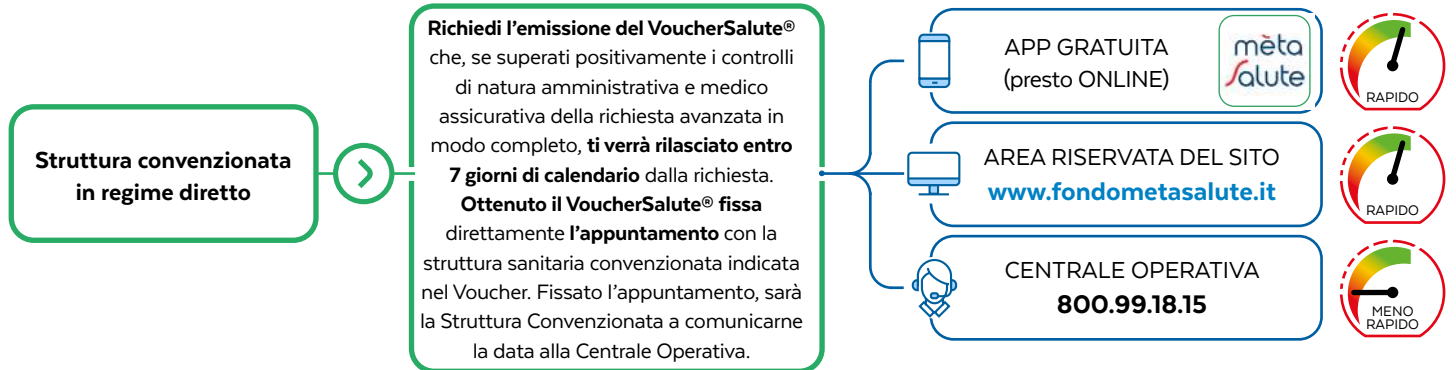 Struttura convenzionata
in regime diretto
Richiedi l'emissione del VoucherSalute®
che, se superati positivamente i controlli
di natura amministrativa e medico
assicurativa della richiesta avanzata in
modo completo, ti verrà rilasciato entro
7 giorni di calendario dalla richiesta.
Ottenuto il VoucherSalute® fissa
direttamente l'appuntamento con la
struttura sanitaria convenzionata indicata
nel Voucher. Fissato l'appuntamento, sarà
la Struttura Convenzionata a comunicarne
la data alla Centrale Operativa.
APP GRATUITA
(presto ONLINE)
mèta
Salute
RAPIDO
AREA RISERVATA DEL SITO
www.fondometasalute.it
RAPIDO
CENTRALE OPERATIVA
800.99.18.15
MENO
RAPIDO